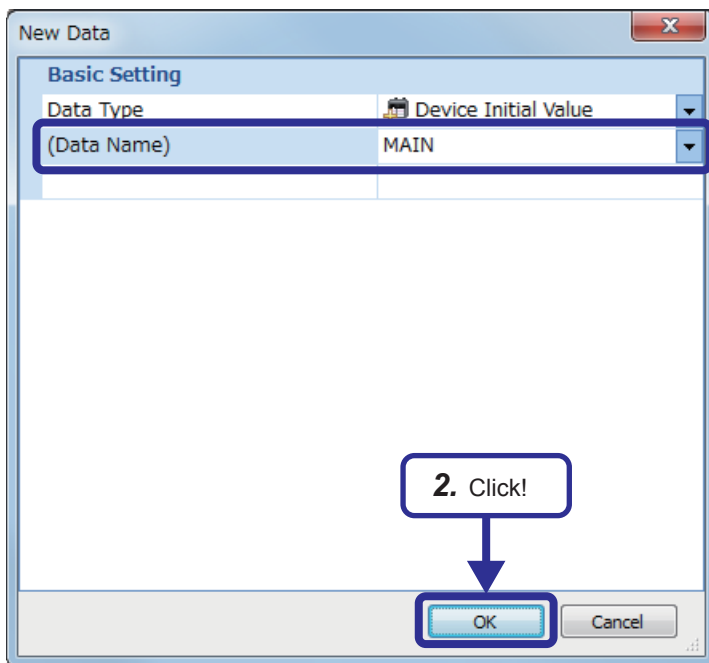 New Data
Basic Setting
Data Type Device Initial Value
(Data Name) MAIN
2. Click!
OK Cancel